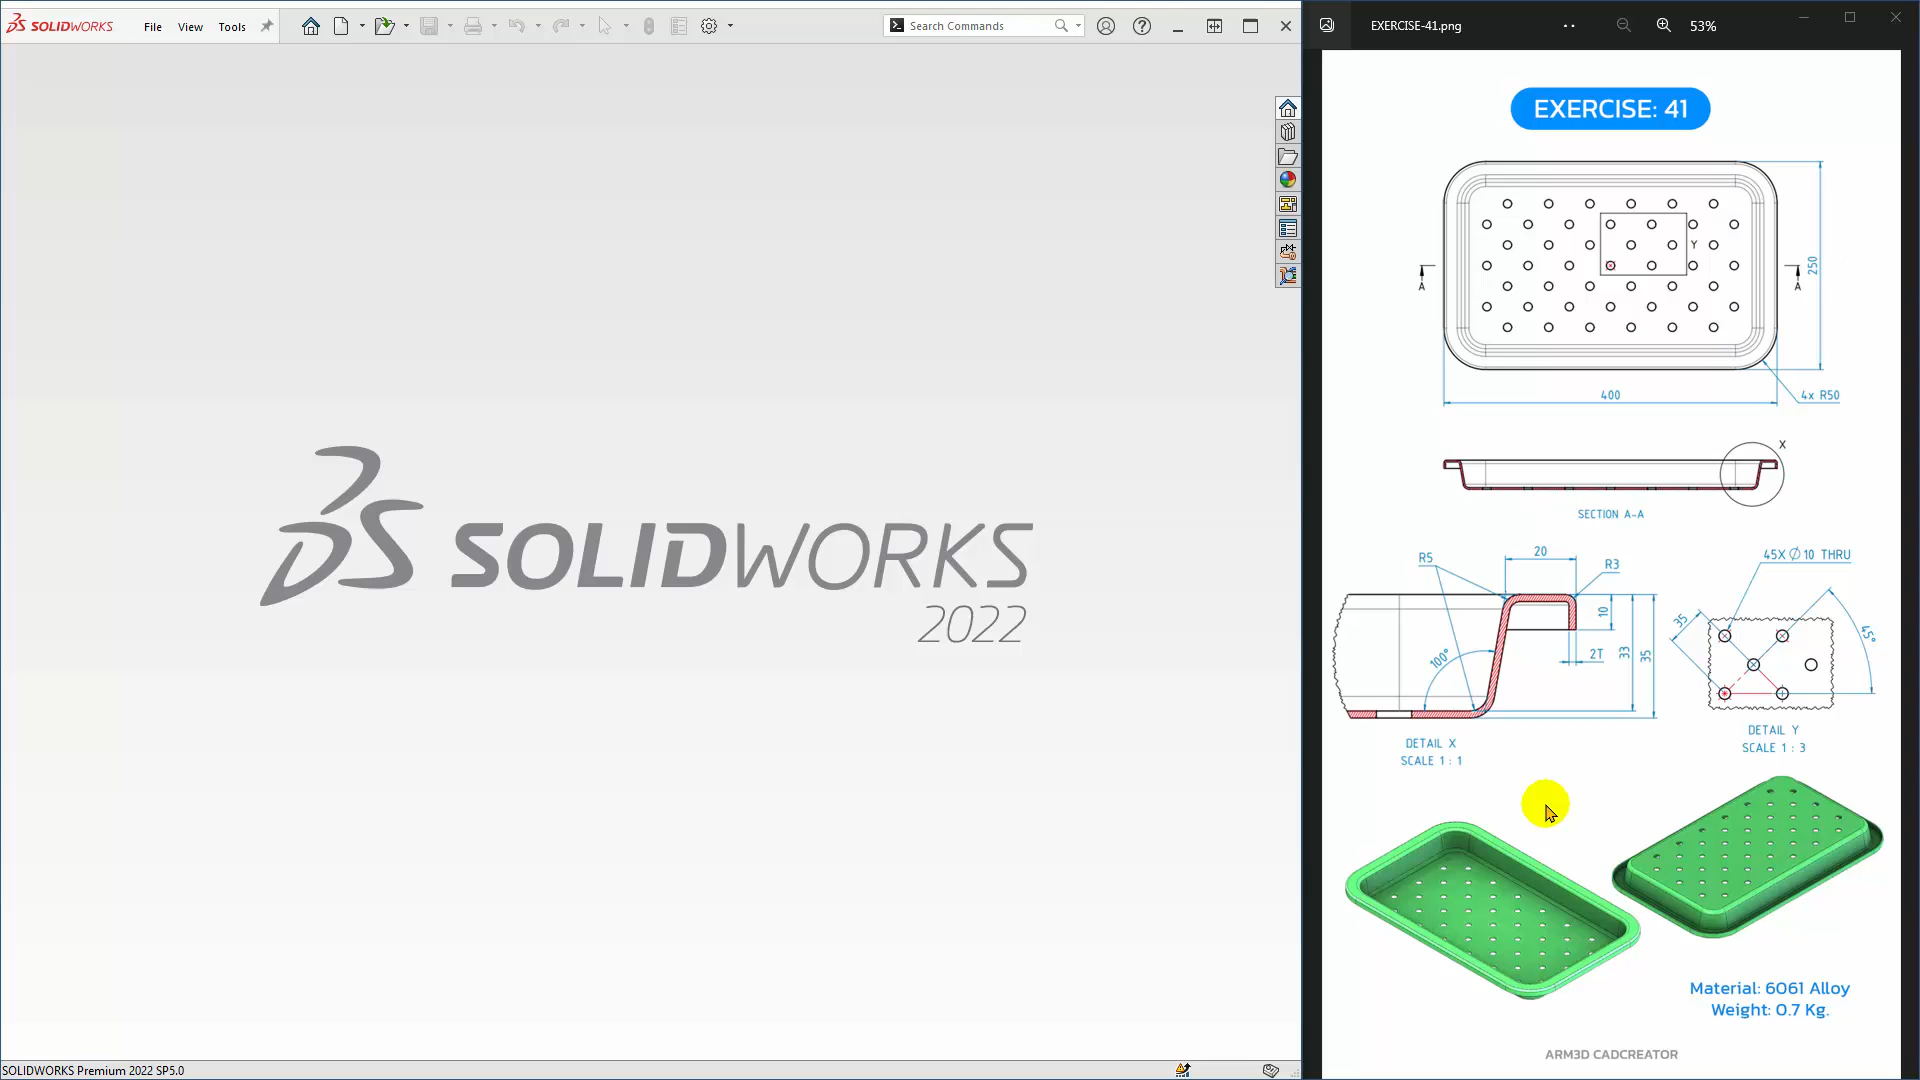 SOLIDWORKS
File View Tools
Search Commands
EXERCISE-41.png
53%
SOLIDWORKS
2022
SOLIDWORKS Premium 2022 SP5.0
EXERCISE: 41
Y
A
A
250
400
4x R50
X
SECTION A-A
R5
20
R3
10
100°
2T
33
35
DETAIL X
SCALE 1 : 1
45X ∅ 10 THRU
35
45°
DETAIL Y
SCALE 1 : 3
Material: 6061 Alloy
Weight: 0.7 Kg.
ARM3D CADCREATOR